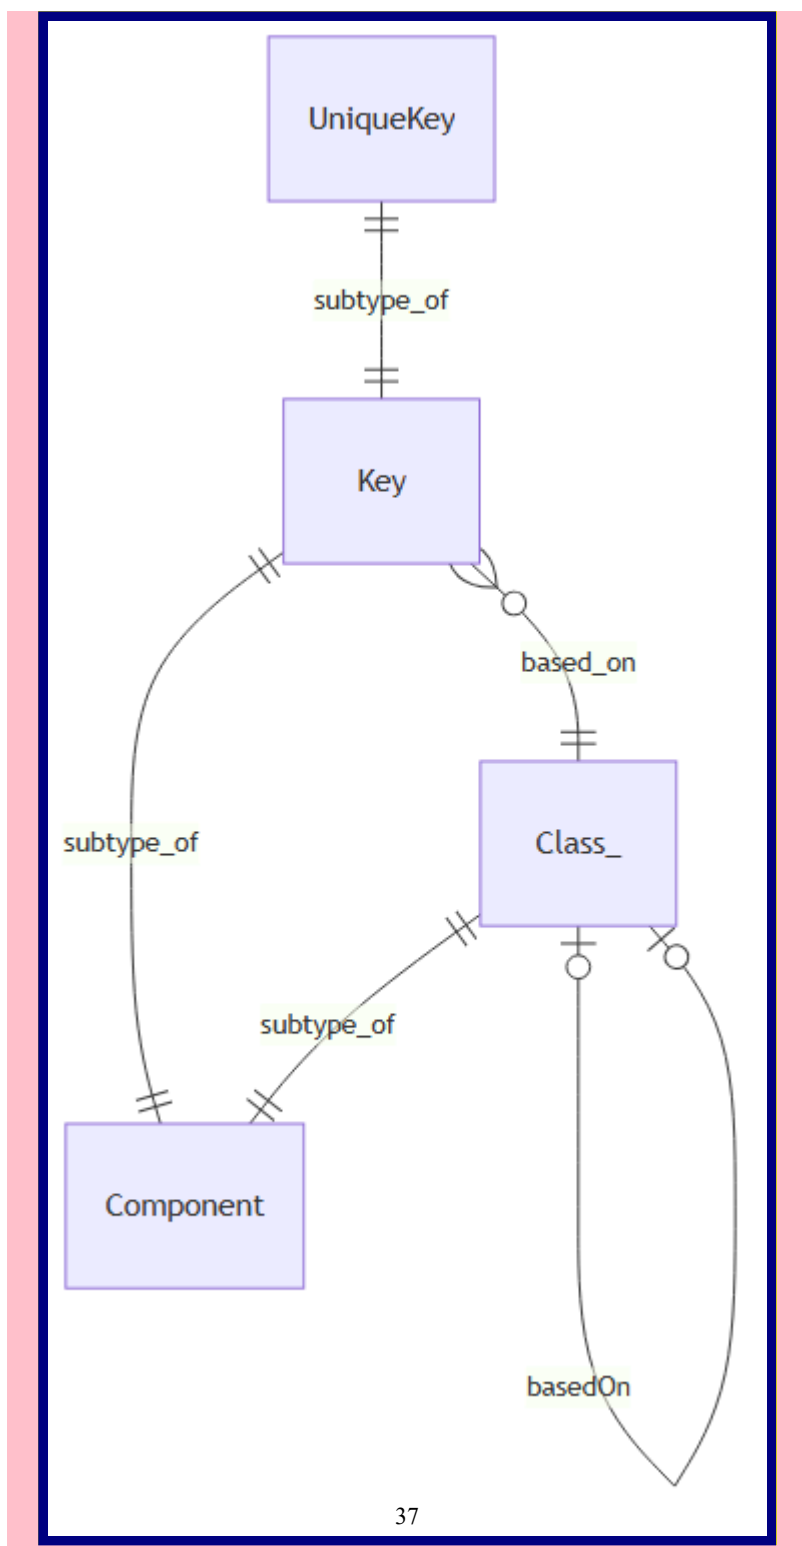 UniqueKey
subtype_of
Key
based_on
subtype_of
Class_
subtype_of
Component
basedOn
37